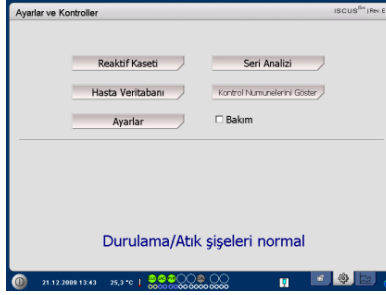 Ayarlar ve Kontroller
Reaktif Kaseti
Seri Analizi
Hasta Veritabanı
Kontrol Numunelerini Göster
Ayarlar
Bakım
Durulama/Atık şişeleri normal
21.12.2009 13:43 25,3 °C